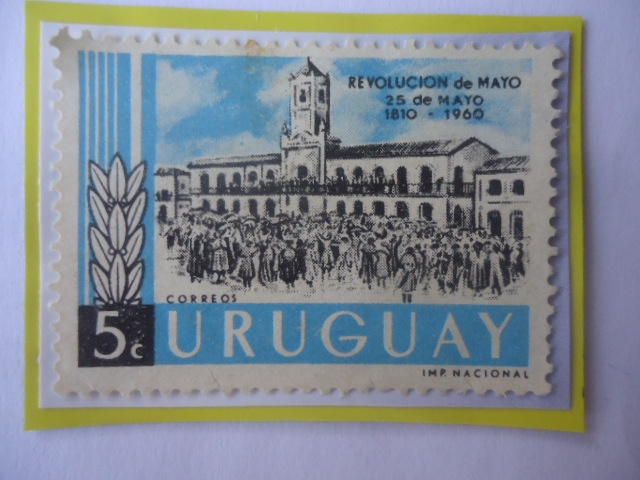 REVOLUCION de MAYO
25 de MAYO
1810 - 1960
CORREOS
5c URUGUAY
IMP. NACIONAL